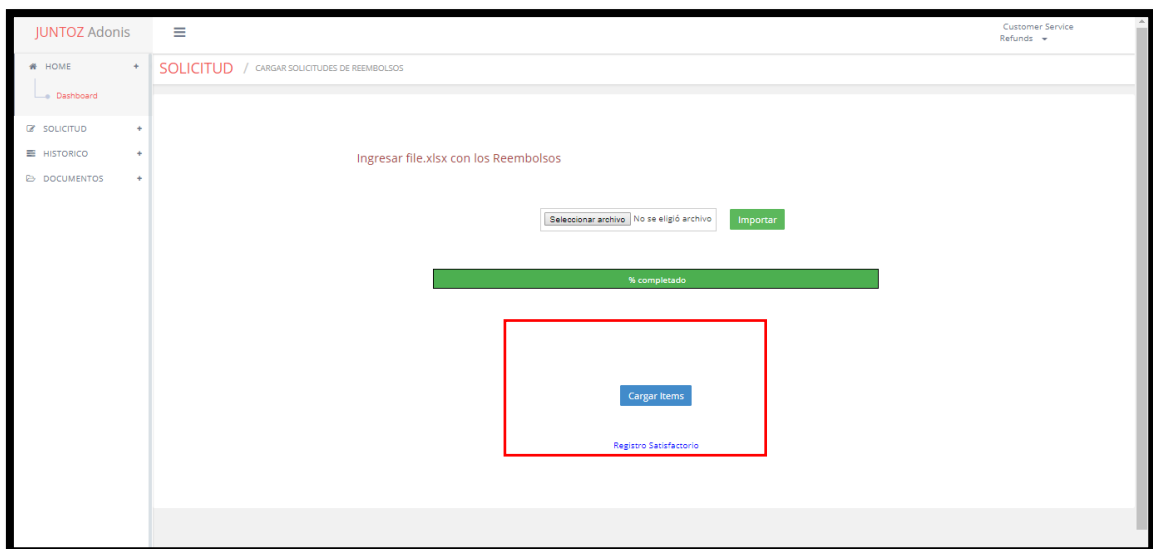 JUNTOZ Adonis
Customer Service
Refunds
HOME +
Dashboard
SOLICITUD +
HISTORICO +
DOCUMENTOS +
SOLICITUD / CARGAR SOLICITUDES DE REEMBOLSOS
Ingresar file.xlsx con los Reembolsos
Seleccionar archivo No se eligió archivo Importar
% completado
Cargar Items
Registro Satisfactorio